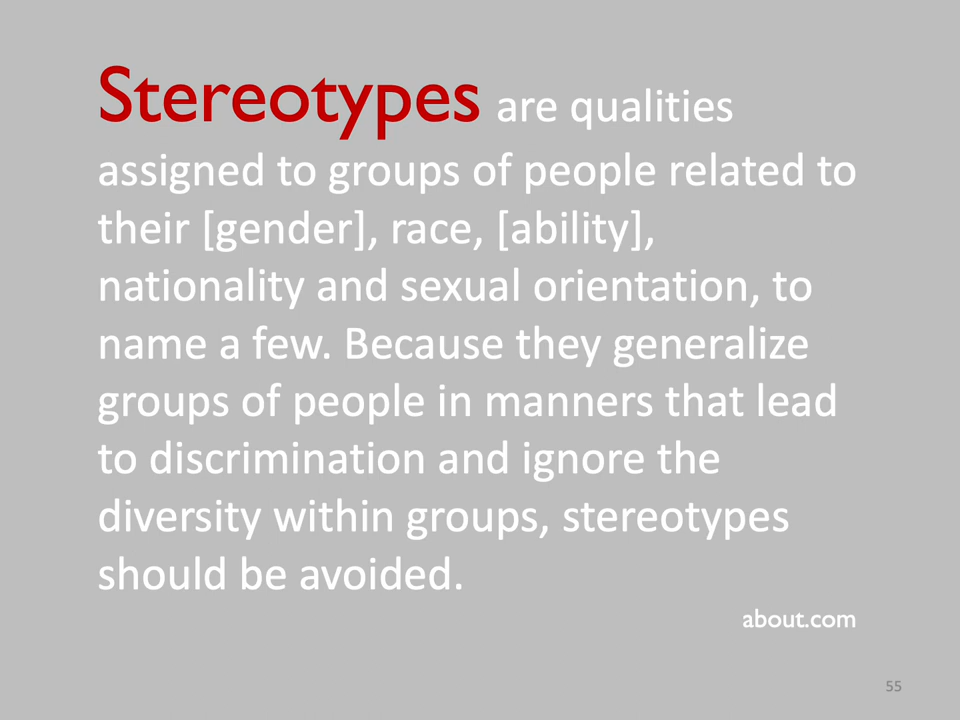 Stereotypes are qualities
assigned to groups of people related to
their [gender], race, [ability],
nationality and sexual orientation, to
name a few. Because they generalize
groups of people in manners that lead
to discrimination and ignore the
diversity within groups, stereotypes
should be avoided.
about.com
55